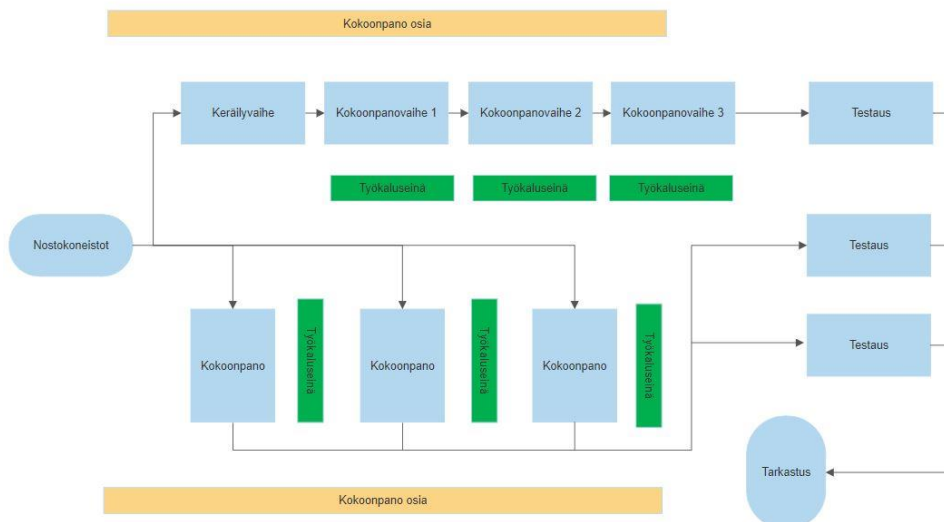 Kokoonpano osia
Keräilyvaihe
Kokoonpanovaihe 1
Kokoonpanovaihe 2
Kokoonpanovaihe 3
Testaus
Työkaluseinä
Työkaluseinä
Työkaluseinä
Nostokoneistot
Testaus
Kokoonpano
Työkaluseinä
Kokoonpano
Työkaluseinä
Kokoonpano
Työkaluseinä
Testaus
Tarkastus
Kokoonpano osia